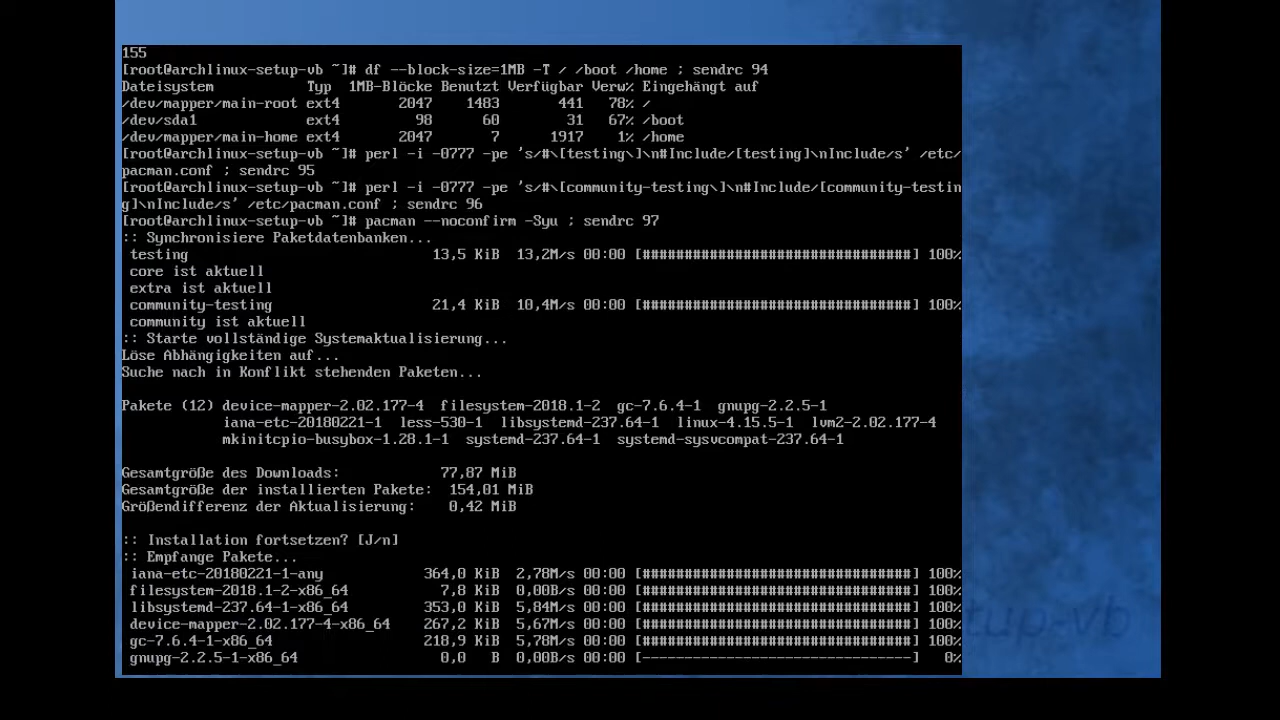 155
[root@archlinux-setup-vb ~]# df --block-size=1MB -T / /boot /home ; sendrc 94
Dateisystem           Typ  1MB-Blöcke Benutzt Verfügbar Verw% Eingehängt auf
/dev/mapper/main-root ext4       2047    1483       441   78% /
/dev/sda1             ext4         98      60        31   67% /boot
/dev/mapper/main-home ext4       2047       7      1917    1% /home
[root@archlinux-setup-vb ~]# perl -i -0777 -pe 's/#\[testing\]\n#Include/[testing]\nInclude/s' /etc/
pacman.conf ; sendrc 95
[root@archlinux-setup-vb ~]# perl -i -0777 -pe 's/#\[community-testing\]\n#Include/[community-testin
g]\nInclude/s' /etc/pacman.conf ; sendrc 96
[root@archlinux-setup-vb ~]# pacman --noconfirm -Syu ; sendrc 97
:: Synchronisiere Paketdatenbanken...
 testing                             13,5 KiB  13,2M/s 00:00 [################################] 100%
 core ist aktuell
 extra ist aktuell
 community-testing                   21,4 KiB  10,4M/s 00:00 [################################] 100%
 community ist aktuell
:: Starte vollständige Systemaktualisierung...
Löse Abhängigkeiten auf...
Suche nach in Konflikt stehenden Paketen...
Pakete (12) device-mapper-2.02.177-4  filesystem-2018.1-2  gc-7.6.4-1  gnupg-2.2.5-1
            iana-etc-20180221-1  less-530-1  libsystemd-237.64-1  linux-4.15.5-1  lvm2-2.02.177-4
            mkinitcpio-busybox-1.28.1-1  systemd-237.64-1  systemd-sysvcompat-237.64-1
Gesamtgröße des Downloads:            77,87 MiB
Gesamtgröße der installierten Pakete:  154,01 MiB
Größendifferenz der Aktualisierung:    0,42 MiB
:: Installation fortsetzen? [J/n]
:: Empfange Pakete...
 iana-etc-20180221-1-any            364,0 KiB  2,78M/s 00:00 [################################] 100%
 filesystem-2018.1-2-x86_64           7,8 KiB  0,00B/s 00:00 [################################] 100%
 libsystemd-237.64-1-x86_64         353,0 KiB  5,84M/s 00:00 [################################] 100%
 device-mapper-2.02.177-4-x86_64    267,2 KiB  5,67M/s 00:00 [################################] 100%
 gc-7.6.4-1-x86_64                  218,9 KiB  5,78M/s 00:00 [################################] 100%
 gnupg-2.2.5-1-x86_64                 0,0   B  0,00B/s 00:00 [--------------------------------]   0%
tup-vb